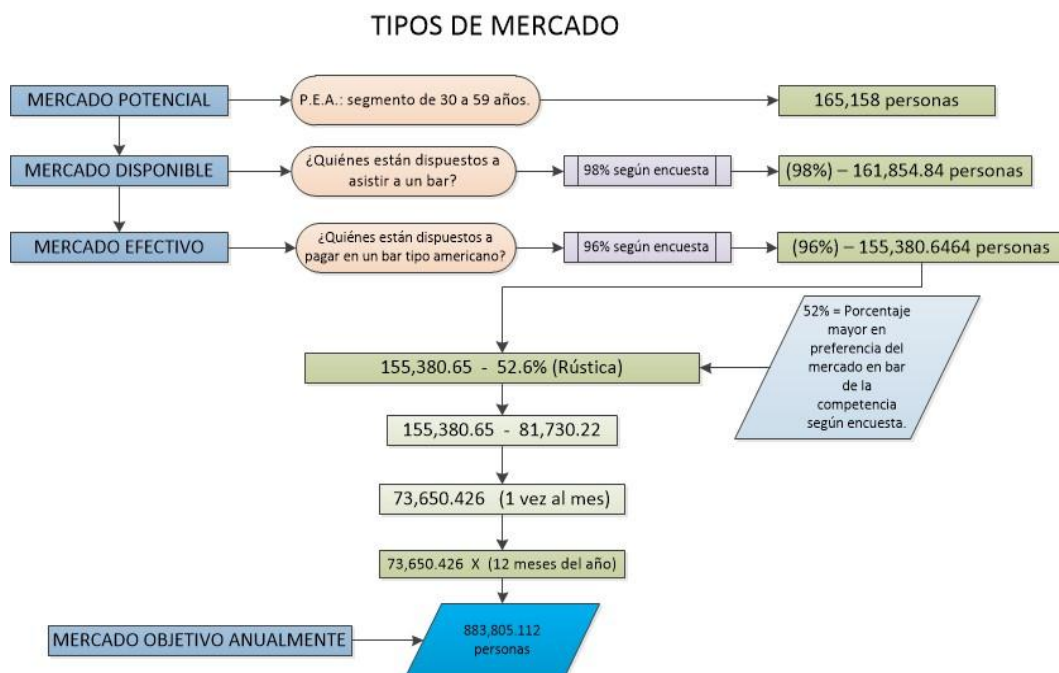 TIPOS DE MERCADO
MERCADO POTENCIAL
P.E.A.: segmento de 30 a 59 años.
165,158 personas
MERCADO DISPONIBLE
¿Quiénes están dispuestos a
asistir a un bar?
98% según encuesta
(98%) – 161,854.84 personas
MERCADO EFECTIVO
¿Quiénes están dispuestos a
pagar en un bar tipo americano?
96% según encuesta
(96%) – 155,380.6464 personas
52% = Porcentaje
mayor en
preferencia del
mercado en bar
de la
competencia
según encuesta.
155,380.65 - 52.6% (Rústica)
155,380.65 - 81,730.22
73,650.426 (1 vez al mes)
73,650.426 X (12 meses del año)
MERCADO OBJETIVO ANUALMENTE
883,805.112
personas